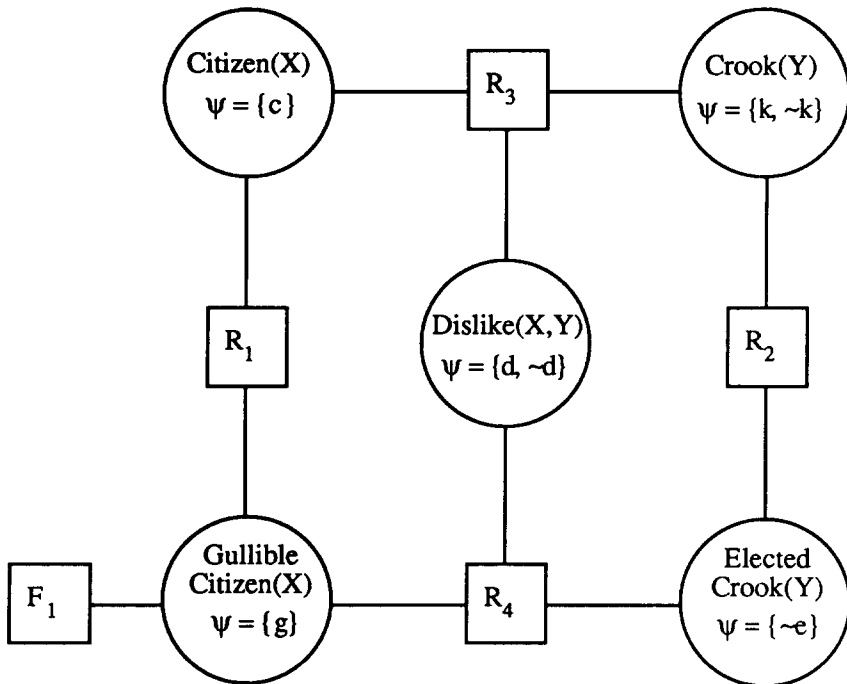 Citizen(X)
ψ = {c}
R3
Crook(Y)
ψ = {k, ~k}
R1
Dislike(X,Y)
ψ = {d, ~d}
R2
F1
Gullible
Citizen(X)
ψ = {g}
R4
Elected
Crook(Y)
ψ = {~e}